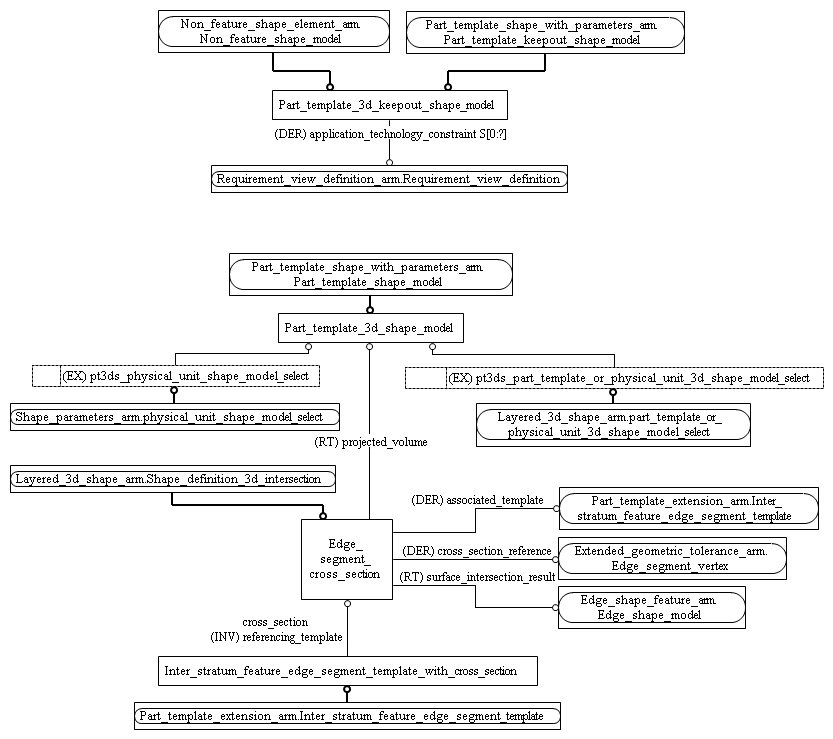 Non_feature_shape_element_arm.
Non_feature_shape_model
Part_template_shape_with_parameters_arm.
Part_template_keepout_shape_model
Part_template_3d_keepout_shape_model
(DER) application_technology_constraint S[0:?]
Requirement_view_definition_arm.Requirement_view_definition
Part_template_shape_with_parameters_arm.
Part_template_shape_model
Part_template_3d_shape_model
(EX) pt3ds_physical_unit_shape_model_select
(EX) pt3ds_part_template_or_physical_unit_3d_shape_model_select
Shape_parameters_arm.physical_unit_shape_model_select
Layered_3d_shape_arm.part_template_or_
physical_unit_3d_shape_model_select
(RT) projected_volume
Layered_3d_shape_arm.Shape_definition_3d_intersection
(DER) associated_template
Part_template_extension_arm.Inter_
stratum_feature_edge_segment_template
Edge_
segment_
cross_section
(DER) cross_section_reference
Extended_geometric_tolerance_arm.
Edge_segment_vertex
(RT) surface_intersection_result
Edge_shape_feature_arm.
Edge_shape_model
cross_section
(INV) referencing_template
Inter_stratum_feature_edge_segment_template_with_cross_section
Part_template_extension_arm.Inter_stratum_feature_edge_segment_template